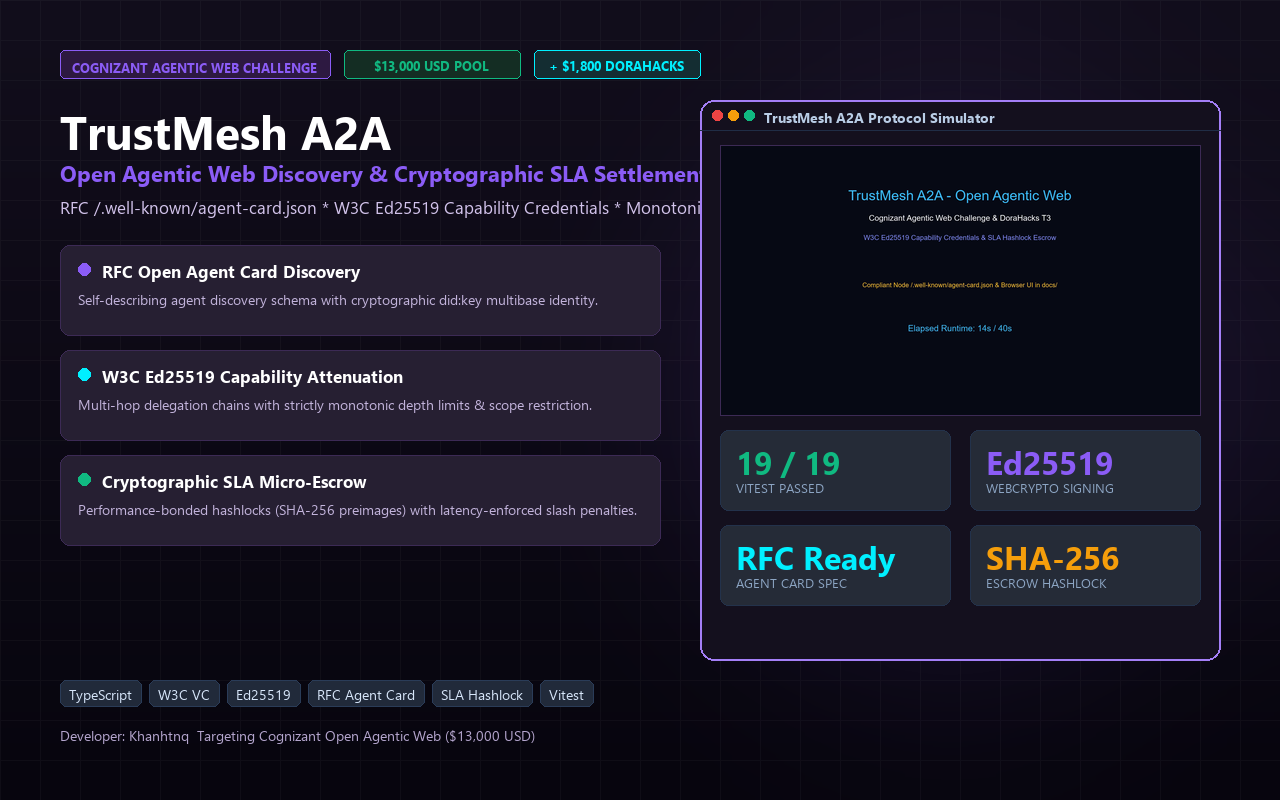 COGNIZANT AGENTIC WEB CHALLENGE
$13,000 USD POOL
+ $1,800 DORAHACKS
TrustMesh A2A
Open Agentic Web Discovery & Cryptographic SLA Settlemen
RFC /.well-known/agent-card.json * W3C Ed25519 Capability Credentials * Monotoni
RFC Open Agent Card Discovery
Self-describing agent discovery schema with cryptographic did:key multibase identity.
W3C Ed25519 Capability Attenuation
Multi-hop delegation chains with strictly monotonic depth limits & scope restriction.
Cryptographic SLA Micro-Escrow
Performance-bonded hashlocks (SHA-256 preimages) with latency-enforced slash penalties.
TrustMesh A2A Protocol Simulator
TrustMesh A2A - Open Agentic Web
Cognizant Agentic Web Challenge & DoraHacks T3
W3C Ed25519 Capability Credentials & SLA Hashlock Escrow
Compliant Node /.well-known/agent-card.json & Browser UI in docs/
Elapsed Runtime: 14s / 40s
19 / 19
VITEST PASSED
Ed25519
WEBCRYPTO SIGNING
RFC Ready
AGENT CARD SPEC
SHA-256
ESCROW HASHLOCK
TypeScript
W3C VC
Ed25519
RFC Agent Card
SLA Hashlock
Vitest
Developer: Khanhtnq  Targeting Cognizant Open Agentic Web ($13,000 USD)